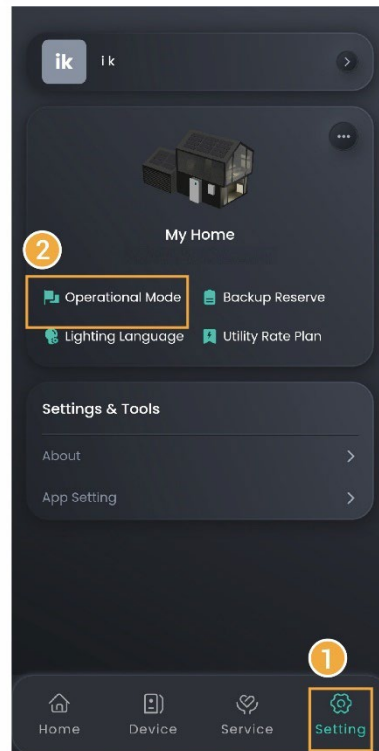 ik i k
My Home
2
Operational Mode Backup Reserve
Lighting Language Utility Rate Plan
Settings & Tools
About
App Setting
1
Home Device Service Setting